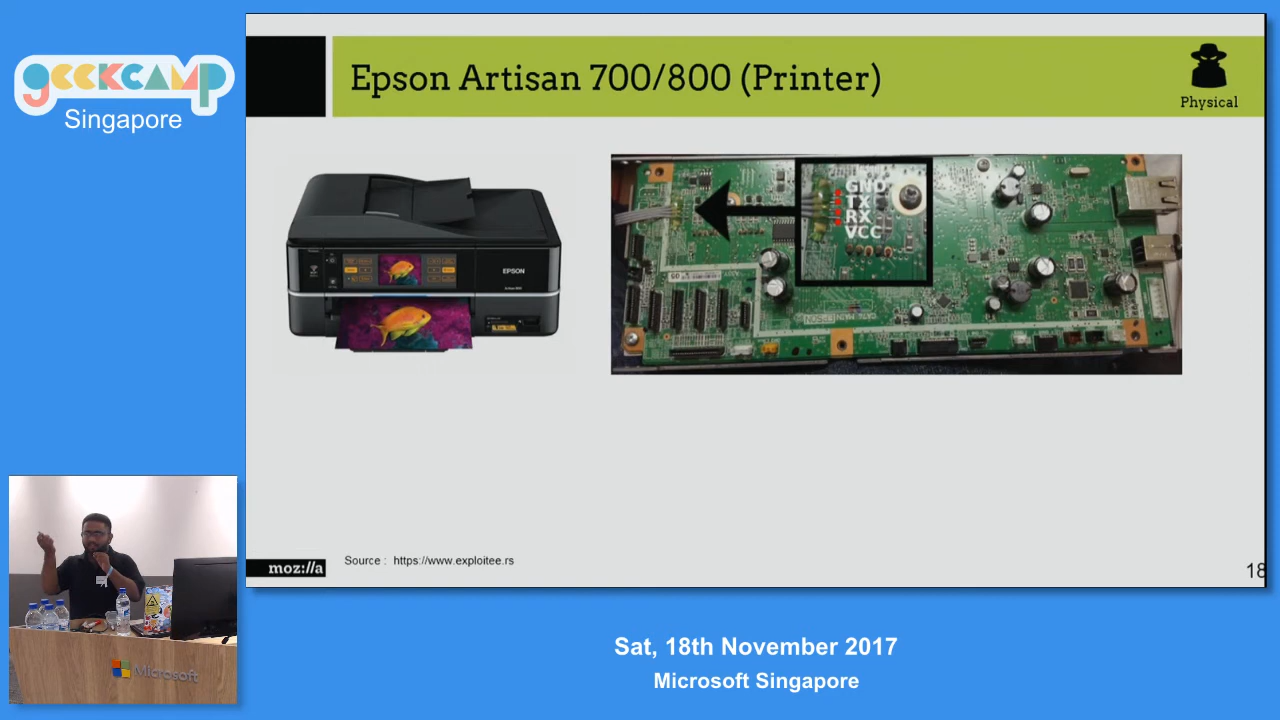 geekcamp
Singapore
Epson Artisan 700/800 (Printer)
Physical
EPSON
GND
TX
RX
VCC
moz://a
Source : https://www.exploitee.rs
18
Microsoft
Sat, 18th November 2017
Microsoft Singapore